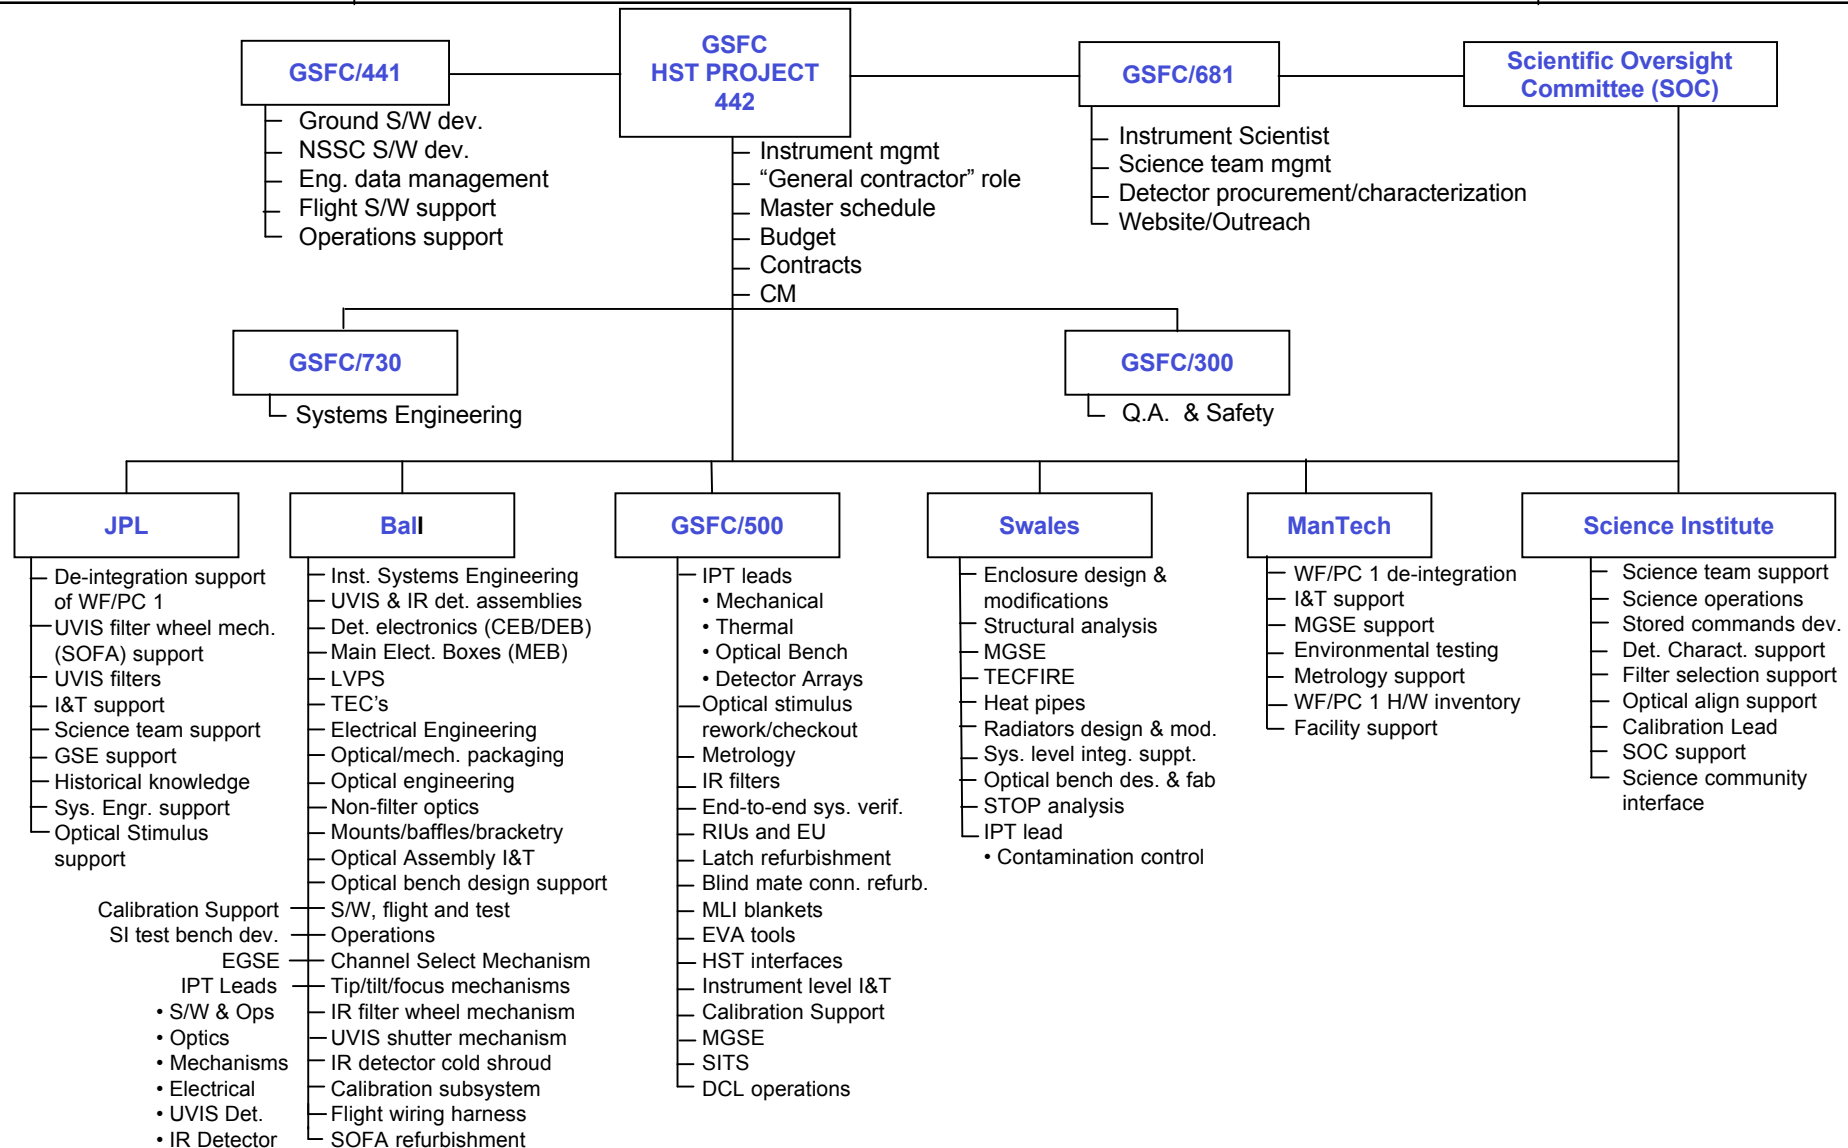 GSFC/441
Ground S/W dev.
NSSC S/W dev.
Eng. data management
Flight S/W support
Operations support
GSFC
HST PROJECT
442
Instrument mgmt
“General contractor” role
Master schedule
Budget
Contracts
CM
GSFC/681
Instrument Scientist
Science team mgmt
Detector procurement/characterization
Website/Outreach
Scientific Oversight
Committee (SOC)
GSFC/730
Systems Engineering
GSFC/300
Q.A. & Safety
JPL
De-integration support
of WF/PC 1
UVIS filter wheel mech.
(SOFA) support
UVIS filters
I&T support
Science team support
GSE support
Historical knowledge
Sys. Engr. support
Optical Stimulus
support
Ball
Inst. Systems Engineering
UVIS & IR det. assemblies
Det. electronics (CEB/DEB)
Main Elect. Boxes (MEB)
LVPS
TEC's
Electrical Engineering
Optical/mech. packaging
Optical engineering
Non-filter optics
Mounts/baffles/bracketry
Optical Assembly I&T
Optical bench design support
S/W, flight and test
Operations
Channel Select Mechanism
Tip/tilt/focus mechanisms
IR filter wheel mechanism
UVIS shutter mechanism
IR detector cold shroud
Calibration subsystem
Flight wiring harness
SOFA refurbishment
Calibration Support
SI test bench dev.
EGSE
IPT Leads
• S/W & Ops
• Optics
• Mechanisms
• Electrical
• UVIS Det.
• IR Detector
GSFC/500
IPT leads
• Mechanical
• Thermal
• Optical Bench
• Detector Arrays
Optical stimulus
rework/checkout
Metrology
IR filters
End-to-end sys. verif.
RIUs and EU
Latch refurbishment
Blind mate conn. refurb.
MLI blankets
EVA tools
HST interfaces
Instrument level I&T
Calibration Support
MGSE
SITS
DCL operations
Swales
Enclosure design &
modifications
Structural analysis
MGSE
TECFIRE
Heat pipes
Radiators design & mod.
Sys. level integ. suppt.
Optical bench des. & fab
STOP analysis
IPT lead
• Contamination control
ManTech
WF/PC 1 de-integration
I&T support
MGSE support
Environmental testing
Metrology support
WF/PC 1 H/W inventory
Facility support
Science Institute
Science team support
Science operations
Stored commands dev.
Det. Charact. support
Filter selection support
Optical align support
Calibration Lead
SOC support
Science community
interface